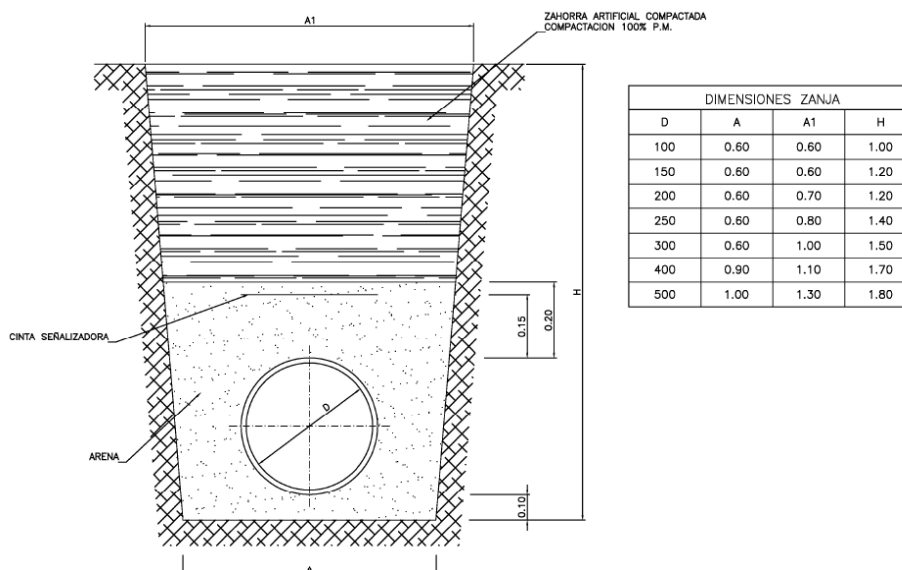 A1
ZAHORRA ARTIFICIAL COMPACTADA
COMPACTACION 100% P.M.
DIMENSIONES ZANJA
D A A1 H
100 0.60 0.60 1.00
150 0.60 0.60 1.20
200 0.60 0.70 1.20
250 0.60 0.80 1.40
300 0.60 1.00 1.50
400 0.90 1.10 1.70
500 1.00 1.30 1.80
H
0.15
0.20
CINTA SEÑALIZADORA
D
ARENA
0.10
A